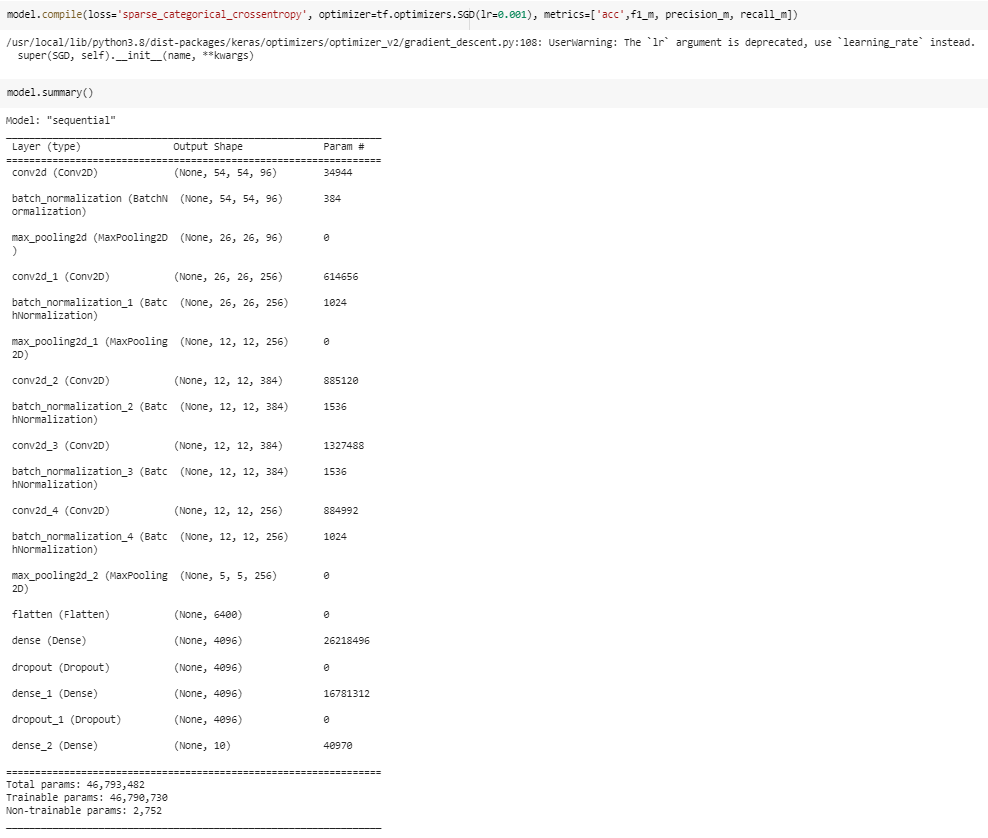 model.compile(loss='sparse_categorical_crossentropy', optimizer=tf.optimizers.SGD(lr=0.001), metrics=['acc',f1_m, precision_m, recall_m])
/usr/local/lib/python3.8/dist-packages/keras/optimizers/optimizer_v2/gradient_descent.py:108: UserWarning: The `lr` argument is deprecated, use `learning_rate` instead.
  super(SGD, self).__init__(name, **kwargs)
model.summary()
Model: "sequential"
_________________________________________________________________
 Layer (type)                Output Shape              Param #
=================================================================
 conv2d (Conv2D)             (None, 54, 54, 96)        34944
 batch_normalization (BatchN  (None, 54, 54, 96)       384
 ormalization)
 max_pooling2d (MaxPooling2D  (None, 26, 26, 96)       0
 )
 conv2d_1 (Conv2D)           (None, 26, 26, 256)       614656
 batch_normalization_1 (Batc  (None, 26, 26, 256)      1024
 hNormalization)
 max_pooling2d_1 (MaxPooling  (None, 12, 12, 256)      0
 2D)
 conv2d_2 (Conv2D)           (None, 12, 12, 384)       885120
 batch_normalization_2 (Batc  (None, 12, 12, 384)      1536
 hNormalization)
 conv2d_3 (Conv2D)           (None, 12, 12, 384)       1327488
 batch_normalization_3 (Batc  (None, 12, 12, 384)      1536
 hNormalization)
 conv2d_4 (Conv2D)           (None, 12, 12, 256)       884992
 batch_normalization_4 (Batc  (None, 12, 12, 256)      1024
 hNormalization)
 max_pooling2d_2 (MaxPooling  (None, 5, 5, 256)        0
 2D)
 flatten (Flatten)           (None, 6400)              0
 dense (Dense)               (None, 4096)              26218496
 dropout (Dropout)           (None, 4096)              0
 dense_1 (Dense)             (None, 4096)              16781312
 dropout_1 (Dropout)         (None, 4096)              0
 dense_2 (Dense)             (None, 10)                40970
=================================================================
Total params: 46,793,482
Trainable params: 46,790,730
Non-trainable params: 2,752
_________________________________________________________________